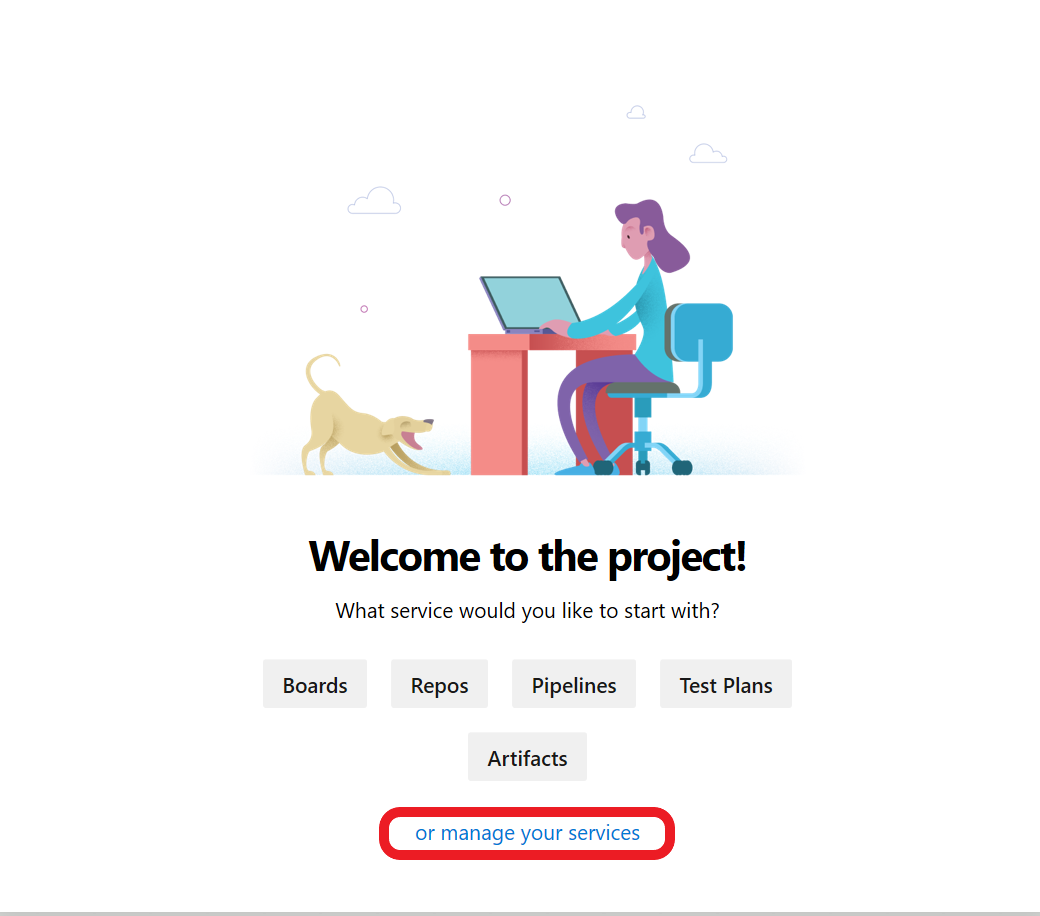 Welcome to the project!
What service would you like to start with?
Boards Repos Pipelines Test Plans
Artifacts
or manage your services